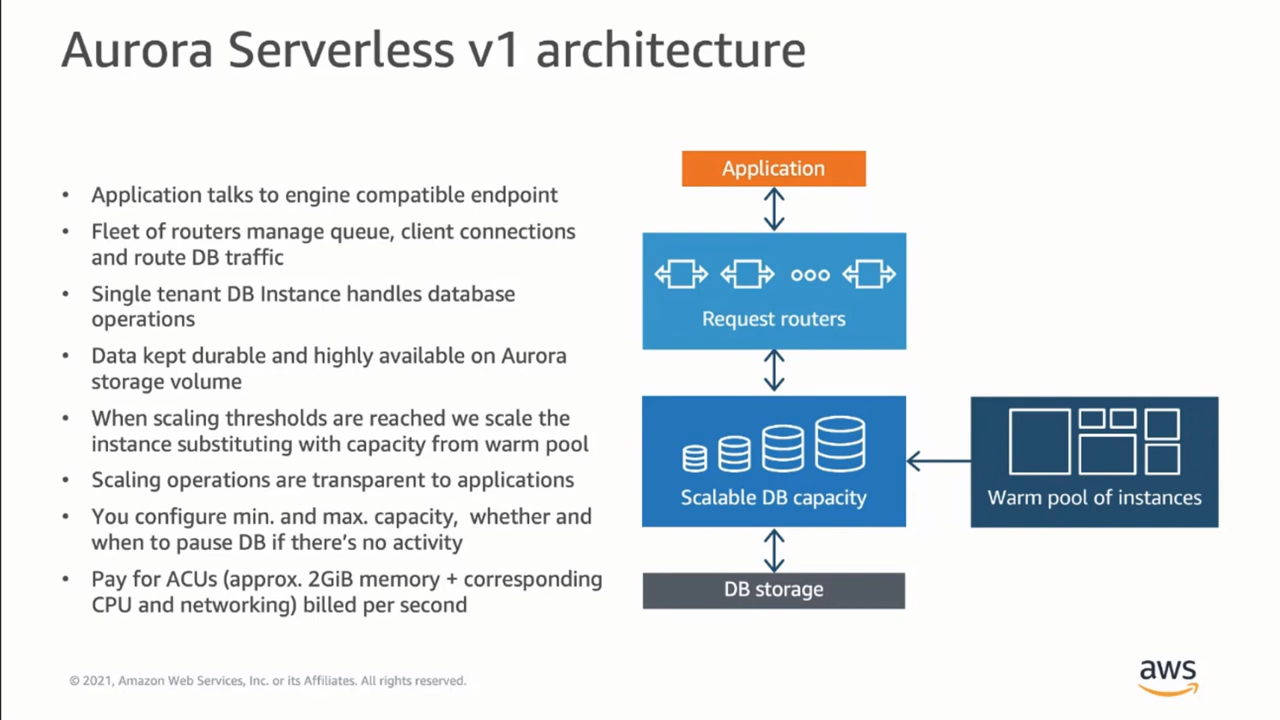 Aurora Serverless v1 architecture
• Application talks to engine compatible endpoint
• Fleet of routers manage queue, client connections
and route DB traffic
• Single tenant DB Instance handles database
operations
• Data kept durable and highly available on Aurora
storage volume
• When scaling thresholds are reached we scale the
instance substituting with capacity from warm pool
• Scaling operations are transparent to applications
• You configure min. and max. capacity,  whether and
when to pause DB if there's no activity
• Pay for ACUs (approx. 2GiB memory + corresponding
CPU and networking) billed per second
Application
Request routers
Scalable DB capacity
Warm pool of instances
DB storage
© 2021, Amazon Web Services, Inc. or its Affiliates. All rights reserved.
aws